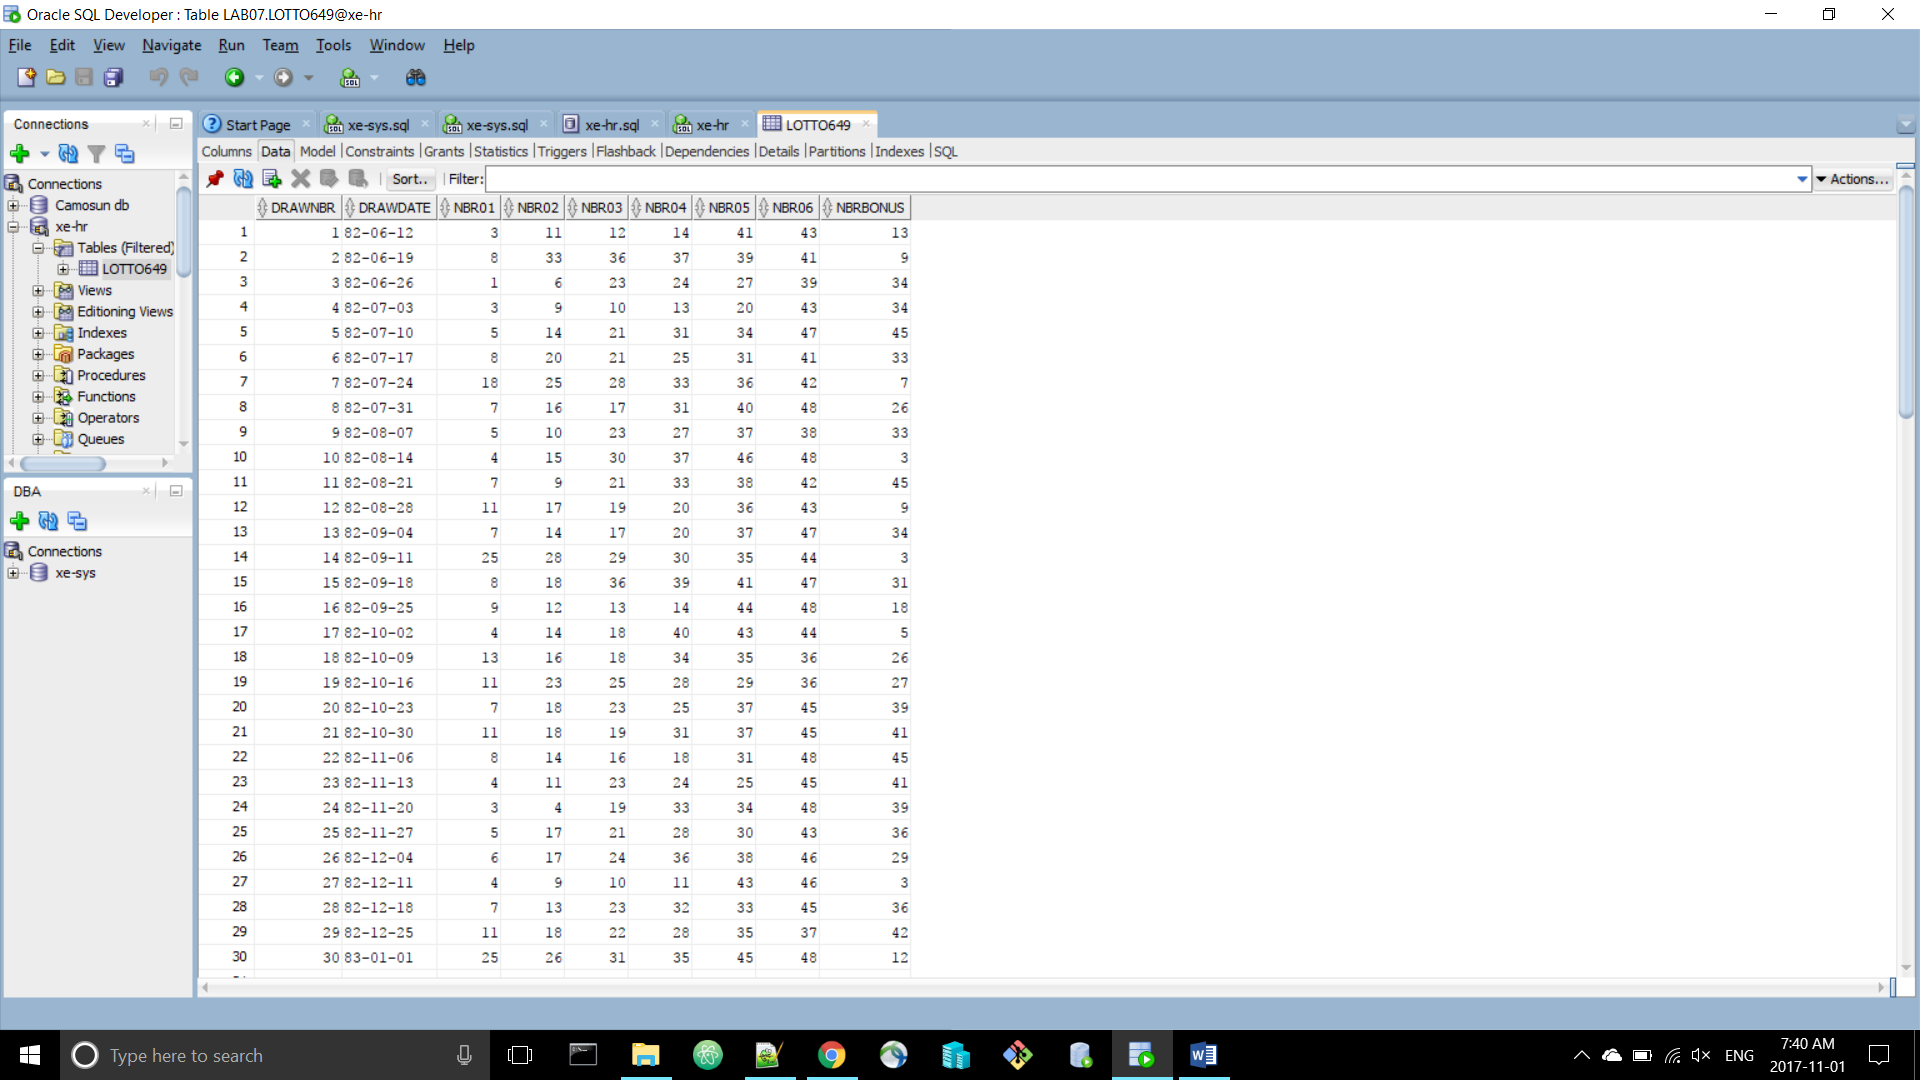 Oracle SQL Developer : Table LAB07.LOTTO649@xe-hr
File Edit View Navigate Run Team Tools Window Help
Connections
Connections
Camosun db
xe-hr
Tables (Filtered)
LOTTO649
Views
Editioning Views
Indexes
Packages
Procedures
Functions
Operators
Queues
DBA
Connections
xe-sys
Start Page xe-sys.sql xe-sys.sql xe-hr.sql xe-hr LOTTO649
Columns Data Model Constraints Grants Statistics Triggers Flashback Dependencies Details Partitions Indexes SQL
Sort.. Filter: Actions...
DRAWNBR DRAWDATE NBR01 NBR02 NBR03 NBR04 NBR05 NBR06 NBRBONUS
1 1 82-06-12 3 11 12 14 41 43 13
2 2 82-06-19 8 33 36 37 39 41 9
3 3 82-06-26 1 6 23 24 27 39 34
4 4 82-07-03 3 9 10 13 20 43 34
5 5 82-07-10 5 14 21 31 34 47 45
6 6 82-07-17 8 20 21 25 31 41 33
7 7 82-07-24 18 25 28 33 36 42 7
8 8 82-07-31 7 16 17 31 40 48 26
9 9 82-08-07 5 10 23 27 37 38 33
10 10 82-08-14 4 15 30 37 46 48 3
11 11 82-08-21 7 9 21 33 38 42 45
12 12 82-08-28 11 17 19 20 36 43 9
13 13 82-09-04 7 14 17 20 37 47 34
14 14 82-09-11 25 28 29 30 35 44 3
15 15 82-09-18 8 18 36 39 41 47 31
16 16 82-09-25 9 12 13 14 44 48 18
17 17 82-10-02 4 14 18 40 43 44 5
18 18 82-10-09 13 16 18 34 35 36 26
19 19 82-10-16 11 23 25 28 29 36 27
20 20 82-10-23 7 18 23 25 37 45 39
21 21 82-10-30 11 18 19 31 37 45 41
22 22 82-11-06 8 14 16 18 31 48 45
23 23 82-11-13 4 11 23 24 25 45 41
24 24 82-11-20 3 4 19 33 34 48 39
25 25 82-11-27 5 17 21 28 30 43 36
26 26 82-12-04 6 17 24 36 38 46 29
27 27 82-12-11 4 9 10 11 43 46 3
28 28 82-12-18 7 13 23 32 33 45 36
29 29 82-12-25 11 18 22 28 35 37 42
30 30 83-01-01 25 26 31 35 45 48 12
Type here to search
ENG
7:40 AM
2017-11-01